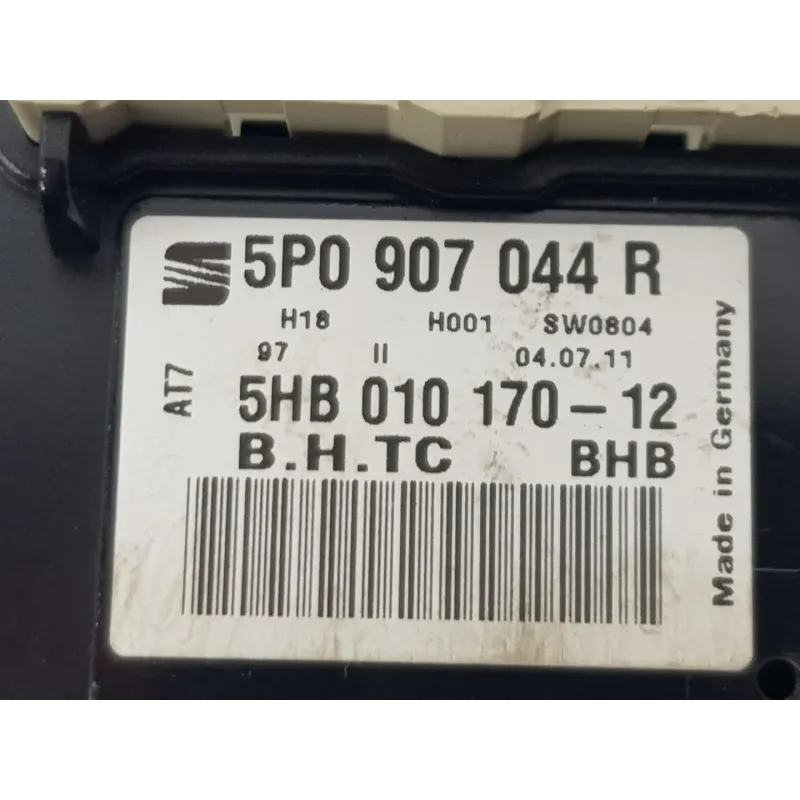 5P0 907 044 R
H18 H001 SW0804
97 II 04.07.11
AT7
5HB 010 170-12
B.H.TC BHB
Made in Germany